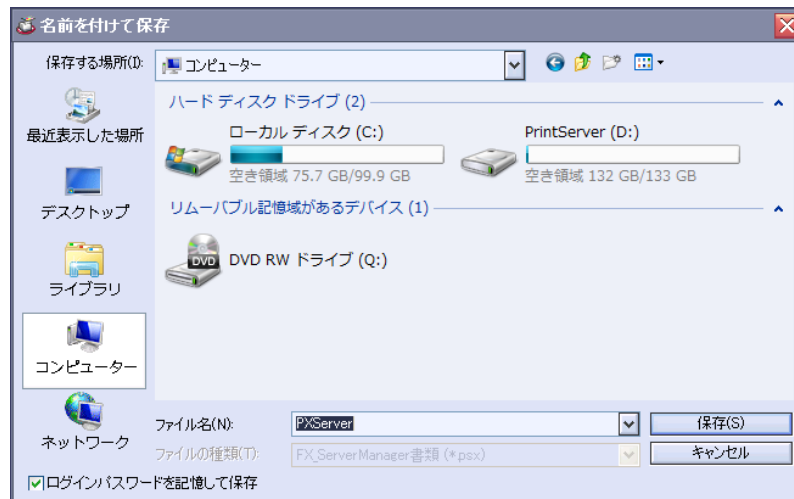 名前を付けて保存
保存する場所(I):
コンピューター
最近表示した場所
デスクトップ
ライブラリ
コンピューター
ネットワーク
ハード ディスク ドライブ (2)
ローカル ディスク (C:)
空き領域 75.7 GB/99.9 GB
PrintServer (D:)
空き領域 132 GB/133 GB
リムーバブル記憶域があるデバイス (1)
DVD
DVD RW ドライブ (Q:)
ファイル名(N):
PXServer
保存(S)
ファイルの種類(T):
FX_ServerManager書類 (*psx)
キャンセル
ログインパスワードを記憶して保存